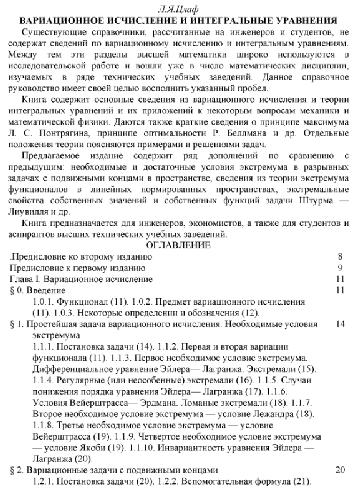 Л.Я.Цлаф
ВАРИАЦИОННОЕ ИСЧИСЛЕНИЕ И ИНТЕГРАЛЬНЫЕ УРАВНЕНИЯ
Существующие справочники, рассчитанные на инженеров и студентов, не
содержат сведений по вариационному исчислению и интегральным уравнениям.
Между тем эти разделы высшей математики широко используются в
исследовательской работе и вошли уже в число математических дисциплин,
изучаемых в ряде технических учебных заведений. Данное справочное
руководство имеет своей целью восполнить указанный пробел.
Книга содержит основные сведения из вариационного исчисления и теории
интегральных уравнений и их приложений к некоторым вопросам механики и
математической физики. Даются также краткие сведения о принципе максимума
Л. С. Понтрягина, принципе оптимальности Р. Беллмана и др. Отдельные
положения теории поясняются примерами и решениями задач.
Предлагаемое издание содержит ряд дополнений по сравнению с
предыдущим: необходимые и достаточные условия экстремума в разрывных
задачах с подвижными концами в пространстве, сведения из теории экстремума
функционалов в линейных нормированных пространствах, экстремальные
свойства собственных значений и собственных функций задачи Штурма —
Лиувилля и др.
Книга предназначается для инженеров, экономистов, а также для студентов и
аспирантов высших технических учебных заведений.
ОГЛАВЛЕНИЕ
Предисловие ко второму изданию 8
Предисловие к первому изданию 9
Глава I. Вариационное исчисление 11
§ 0. Введение 11
1.0.1. Функционал (11). 1.0.2. Предмет вариационного исчисления
(11). 1.0.3. Некоторые определения и обозначения (12).
§ 1. Простейшая задача вариационного исчисления. Необходимые условия 14
экстремума
1.1.1. Постановка задачи (14). 1.1.2. Первая и вторая вариации
функционала (11). 1.1.3. Первое необходимое условие экстремума.
Дифференциальное уравнение Эйлера— Лагранжа. Экстремали (15).
1.1.4. Регулярные (или неособенные) экстремали (16). 1.1.5. Случаи
понижения порядка уравнения Эйлера— Лагранжа (17). 1.1.6.
Условия Вейерштрасса— Эрдмана. Ломаные экстремали (18). 1.1.7.
Второе необходимое условие экстремума — условие Лежандра (18).
1.1.8. Третье необходимое условие экстремума — условие
Вейерштрасса (19). 1.1.9. Четвертое необходимое условие экстремума
— условие Якоби (19). 1.1.10. Инвариантность уравнения Эйлера —
Лагранжа (20)
§ 2. Вариационные задачи с подвижными концами 20
1.2.1. Постановка задачи (20), 1.2.2. Вспомогательная формула (21).